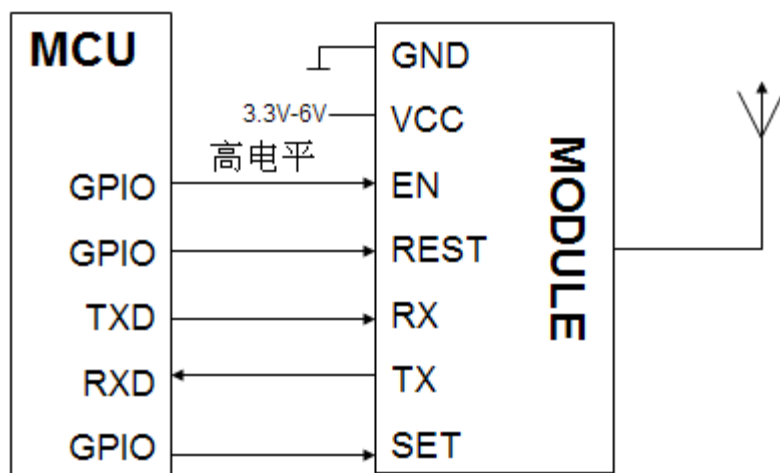 MCU
GPIO
GPIO
TXD
RXD
GPIO
3.3V-6V
高电平
GND
VCC
EN
REST
RX
TX
SET
MODULE